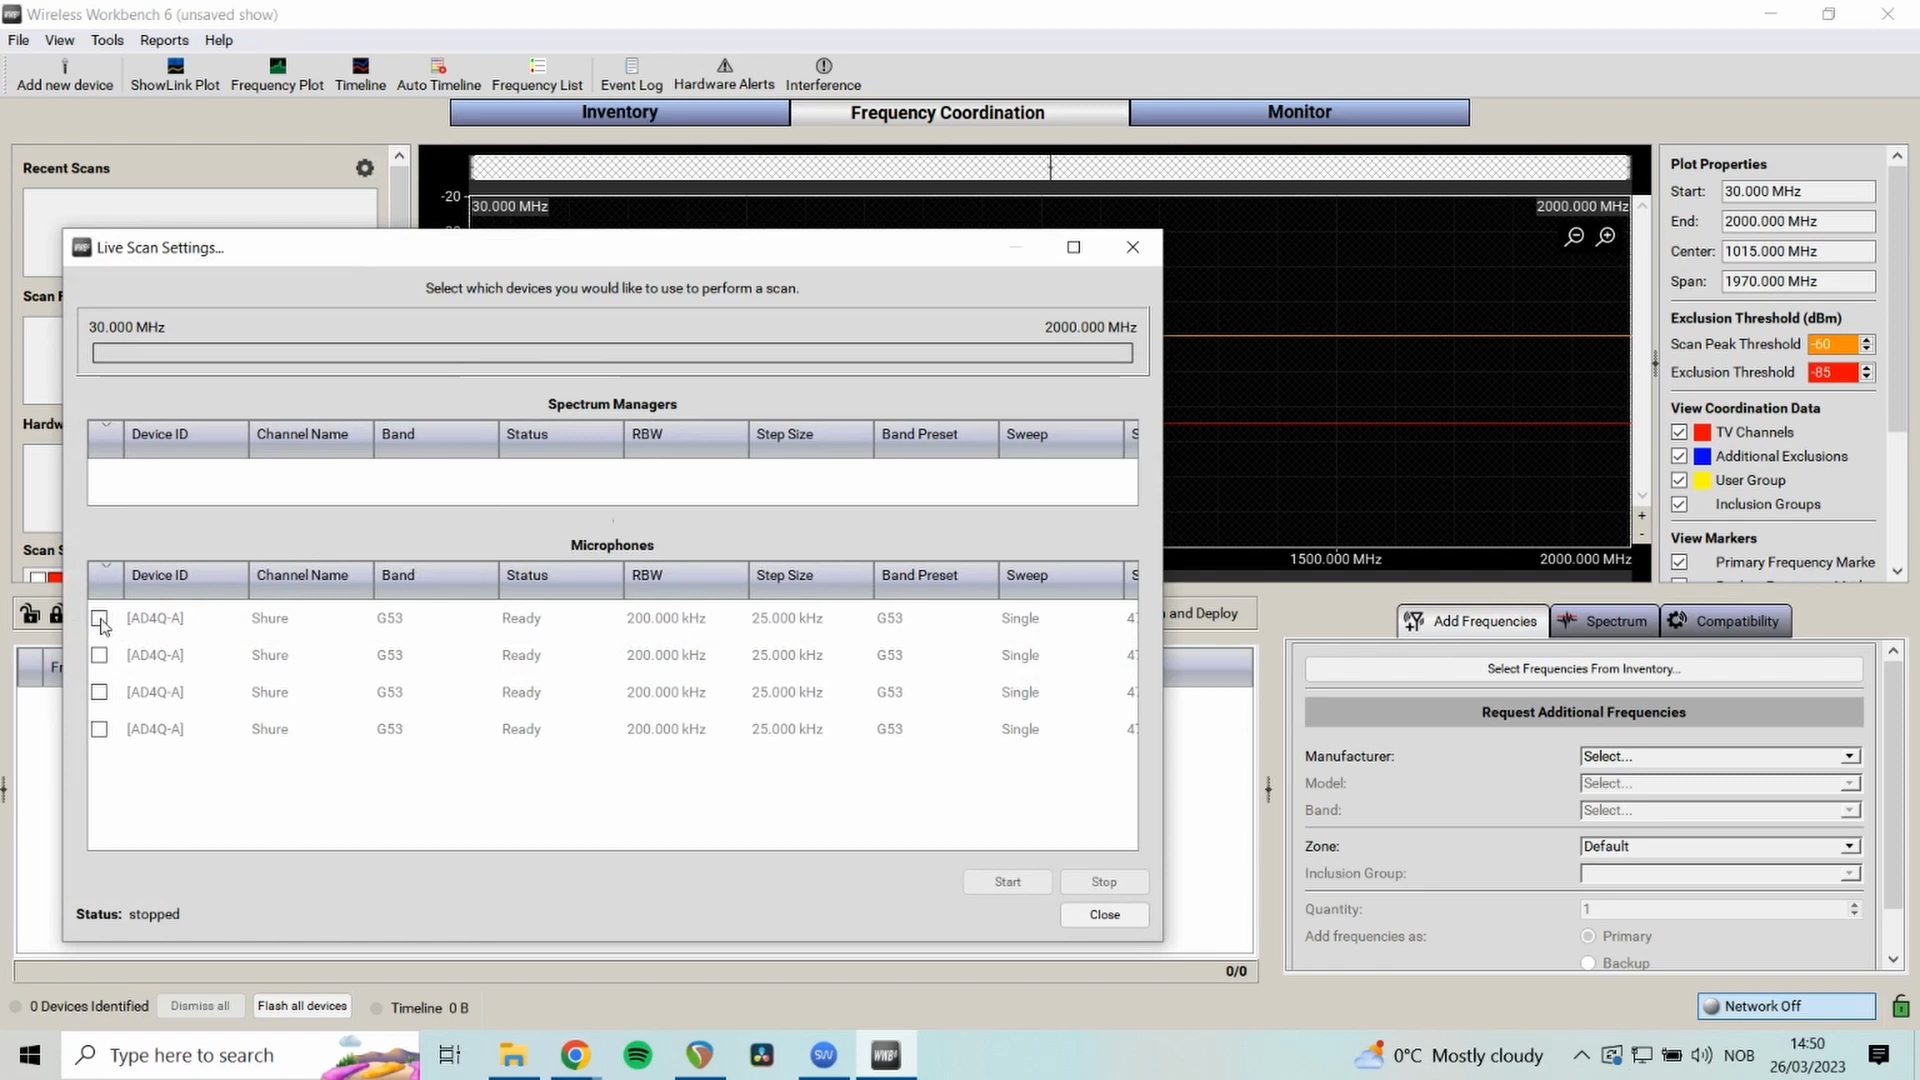 Wireless Workbench 6 (unsaved show)
File View Tools Reports Help
Add new device ShowLink Plot Frequency Plot Timeline Auto Timeline Frequency List Event Log Hardware Alerts Interference
Inventory Frequency Coordination Monitor
Recent Scans
-20
30.000 MHz 2000.000 MHz
Plot Properties
Start: 30.000 MHz
End: 2000.000 MHz
Center: 1015.000 MHz
Span: 1970.000 MHz
Exclusion Threshold (dBm)
Scan Peak Threshold -60
Exclusion Threshold -85
View Coordination Data
TV Channels
Additional Exclusions
User Group
Inclusion Groups
View Markers
Primary Frequency Marke
Live Scan Settings...
Select which devices you would like to use to perform a scan.
30.000 MHz 2000.000 MHz
Spectrum Managers
Device ID Channel Name Band Status RBW Step Size Band Preset Sweep S
Microphones
Device ID Channel Name Band Status RBW Step Size Band Preset Sweep S
[AD4Q-A] Shure G53 Ready 200.000 kHz 25.000 kHz G53 Single 47
[AD4Q-A] Shure G53 Ready 200.000 kHz 25.000 kHz G53 Single 47
[AD4Q-A] Shure G53 Ready 200.000 kHz 25.000 kHz G53 Single 47
[AD4Q-A] Shure G53 Ready 200.000 kHz 25.000 kHz G53 Single 47
Start Stop
Status: stopped
Close
Scan
Hardw
Scan S
Fr
1500.000 MHz 2000.000 MHz
and Deploy
Add Frequencies Spectrum Compatibility
Select Frequencies From Inventory...
Request Additional Frequencies
Manufacturer: Select...
Model: Select...
Band: Select...
Zone: Default
Inclusion Group:
Quantity: 1
Add frequencies as: Primary
Backup
0/0
0 Devices Identified Dismiss all Flash all devices Timeline 0 B Network Off
Type here to search
0°C Mostly cloudy NOB 14:50
26/03/2023